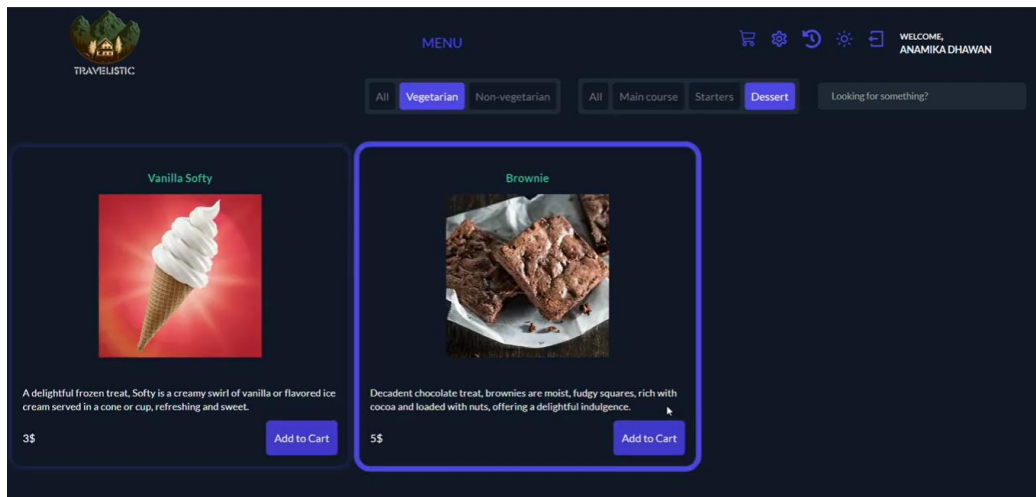 TRAVELISTIC
MENU
WELCOME,
ANAMIKA DHAWAN
All Vegetarian Non-vegetarian
All Main course Starters Dessert
Looking for something?
Vanilla Softy
A delightful frozen treat, Softy is a creamy swirl of vanilla or flavored ice
cream served in a cone or cup, refreshing and sweet.
3$
Add to Cart
Brownie
Decadent chocolate treat, brownies are moist, fudgy squares, rich with
cocoa and loaded with nuts, offering a delightful indulgence.
5$
Add to Cart